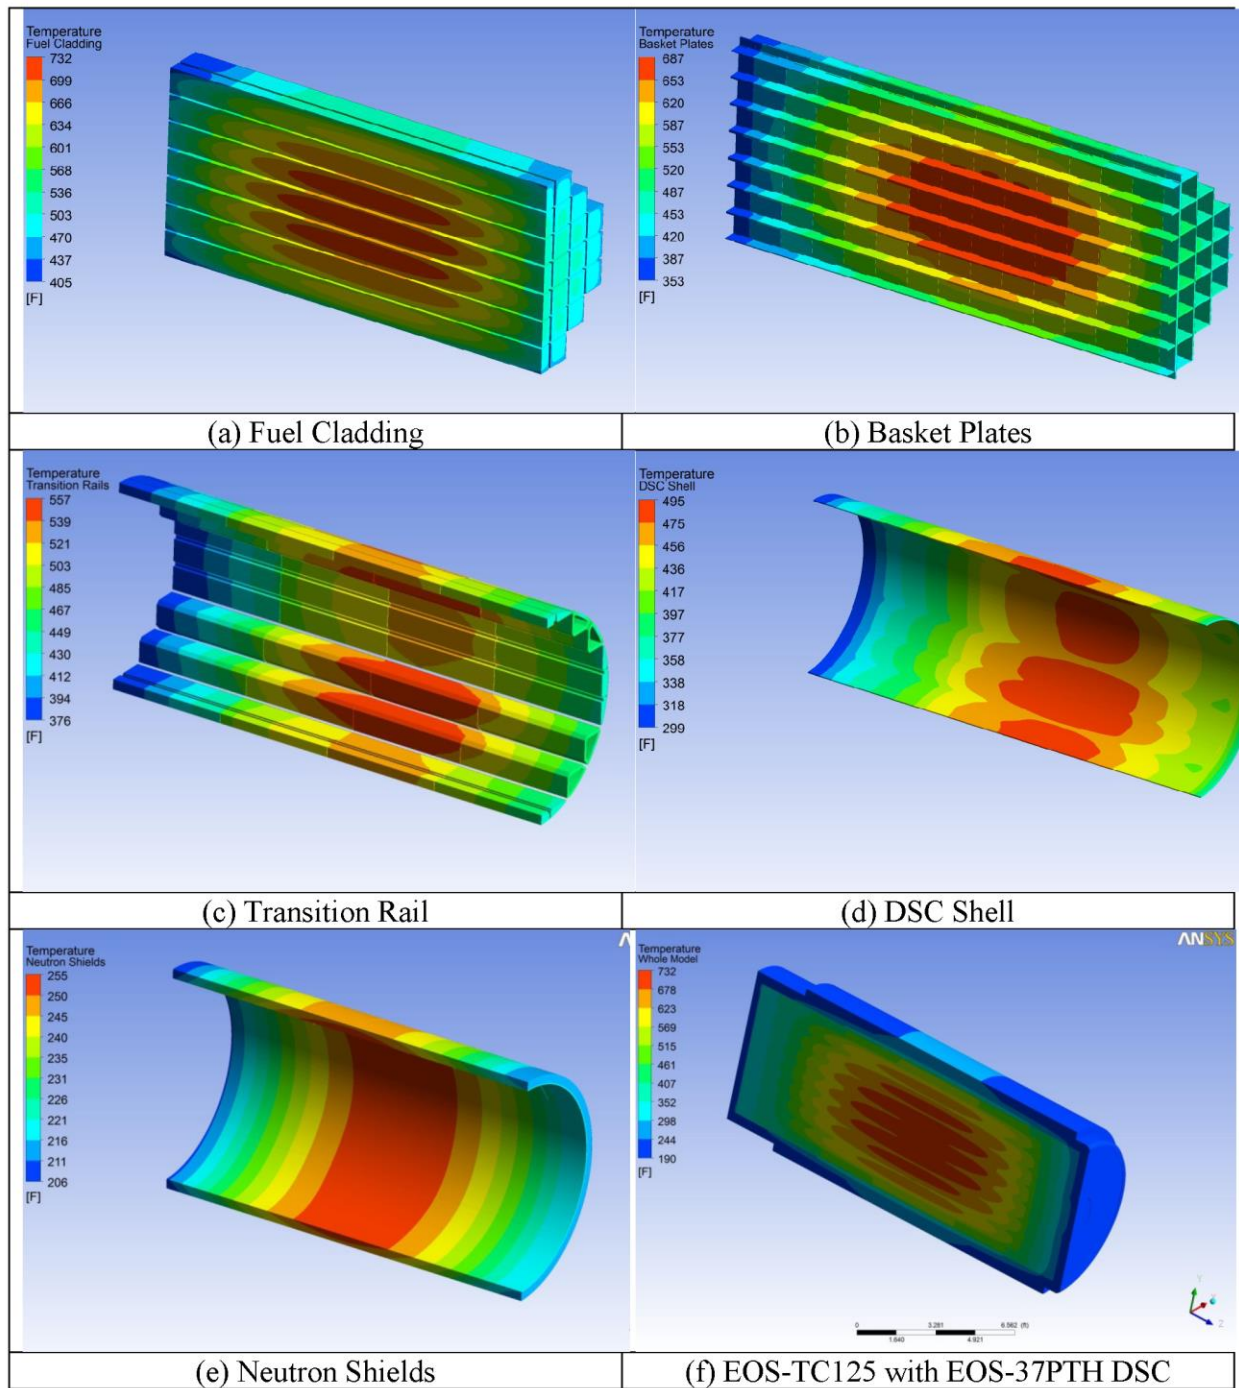 Temperature
Fuel Cladding
732
699
666
634
601
568
536
503
470
437
405
[F]
(a) Fuel Cladding
Temperature
Basket Plates
687
653
620
587
553
520
487
453
420
387
353
[F]
(b) Basket Plates
Temperature
Transition Rails
557
539
521
503
485
467
449
430
412
394
376
[F]
(c) Transition Rail
Temperature
DSC Shell
495
475
456
436
417
397
377
358
338
318
299
[F]
(d) DSC Shell
Temperature
Neutron Shields
255
250
245
240
235
231
226
221
216
211
206
[F]
(e) Neutron Shields
ANSYS
Temperature
Whole Model
732
678
623
569
515
461
407
352
298
244
190
[F]
Y
Z
0 3.281 6.562 (ft)
1.640 4.921
(f) EOS-TC125 with EOS-37PTH DSC